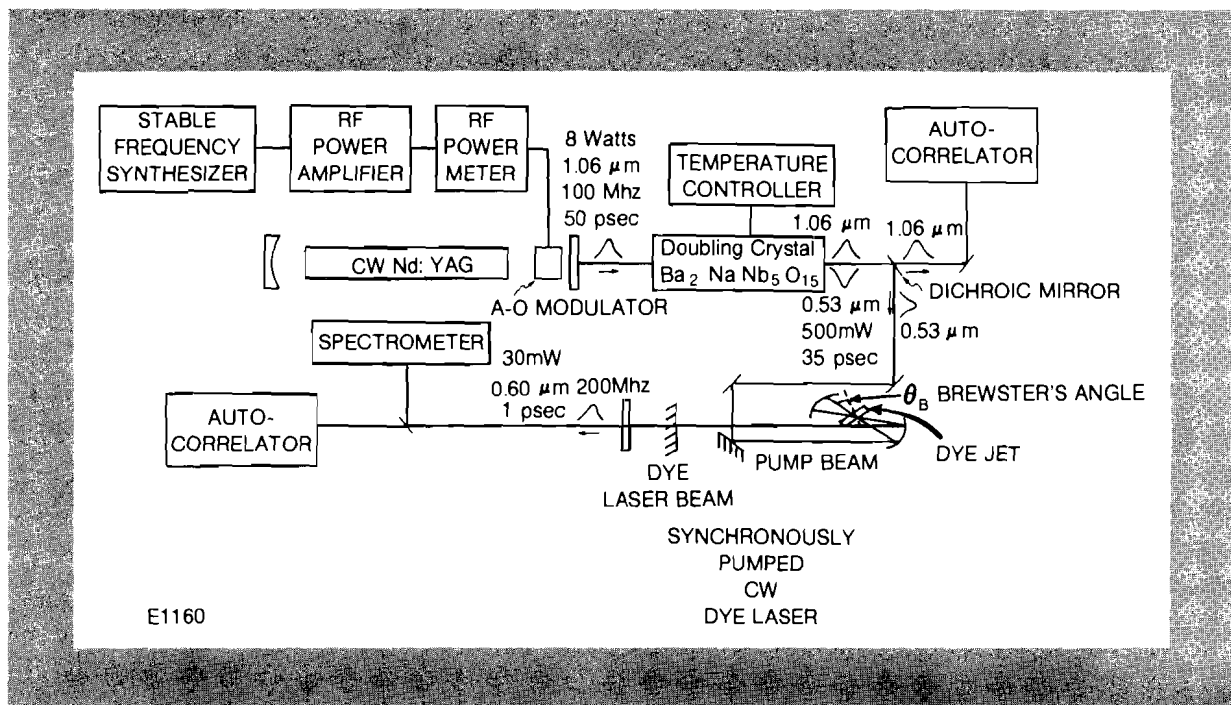 STABLE
FREQUENCY
SYNTHESIZER
RF
POWER
AMPLIFIER
RF
POWER
METER
8 Watts
1.06 μm
100 Mhz
50 psec
TEMPERATURE
CONTROLLER
AUTO-
CORRELATOR
CW Nd: YAG
A-O MODULATOR
Doubling Crystal
Ba2 Na Nb5 O15
1.06 μm
1.06 μm
DICHROIC MIRROR
0.53 μm
500mW
35 psec
0.53 μm
SPECTROMETER
30mW
0.60 μm 200Mhz
1 psec
AUTO-
CORRELATOR
θB BREWSTER'S ANGLE
DYE JET
PUMP BEAM
DYE
LASER BEAM
SYNCHRONOUSLY
PUMPED
CW
DYE LASER
E1160